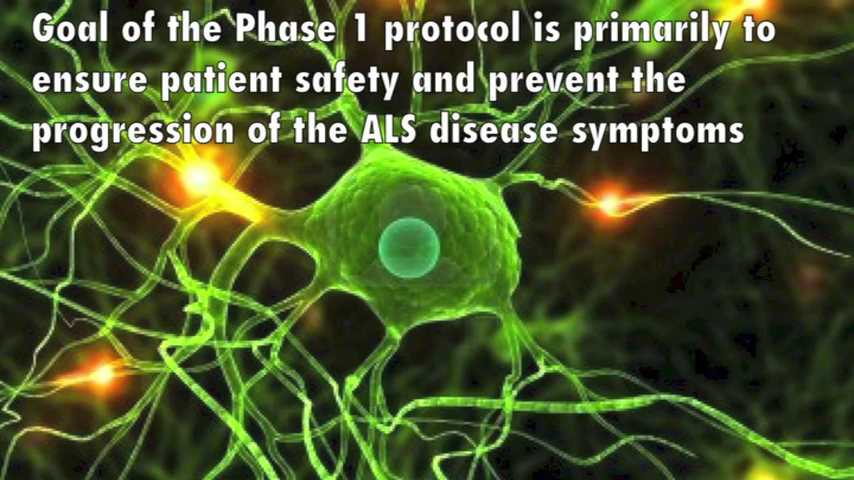 Goal of the Phase 1 protocol is primarily to
ensure patient safety and prevent the
progression of the ALS disease symptoms